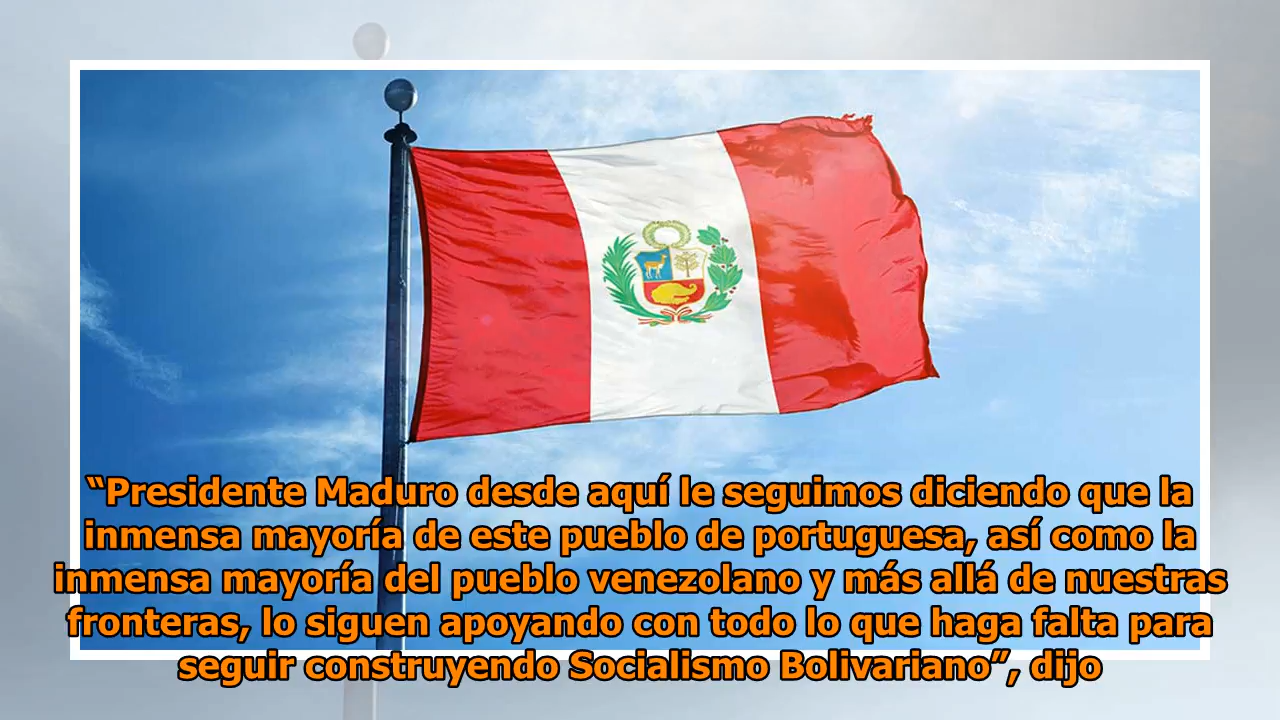 “Presidente Maduro desde aquí le seguimos diciendo que la
inmensa mayoría de este pueblo de portuguesa, así como la
inmensa mayoría del pueblo venezolano y más allá de nuestras
fronteras, lo siguen apoyando con todo lo que haga falta para
seguir construyendo Socialismo Bolivariano”, dijo